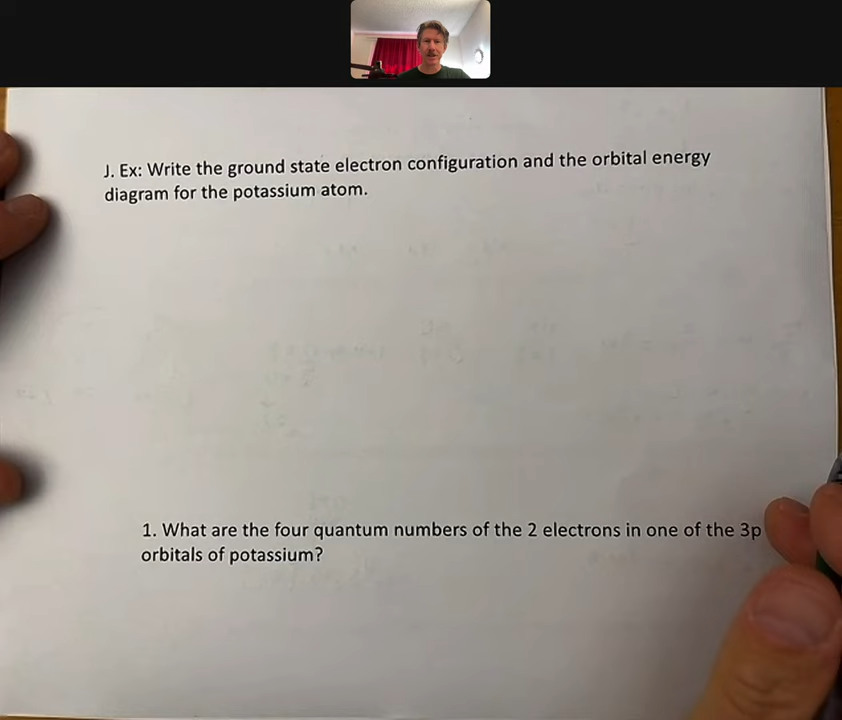 J. Ex: Write the ground state electron configuration and the orbital energy
diagram for the potassium atom.
1. What are the four quantum numbers of the 2 electrons in one of the 3p
orbitals of potassium?